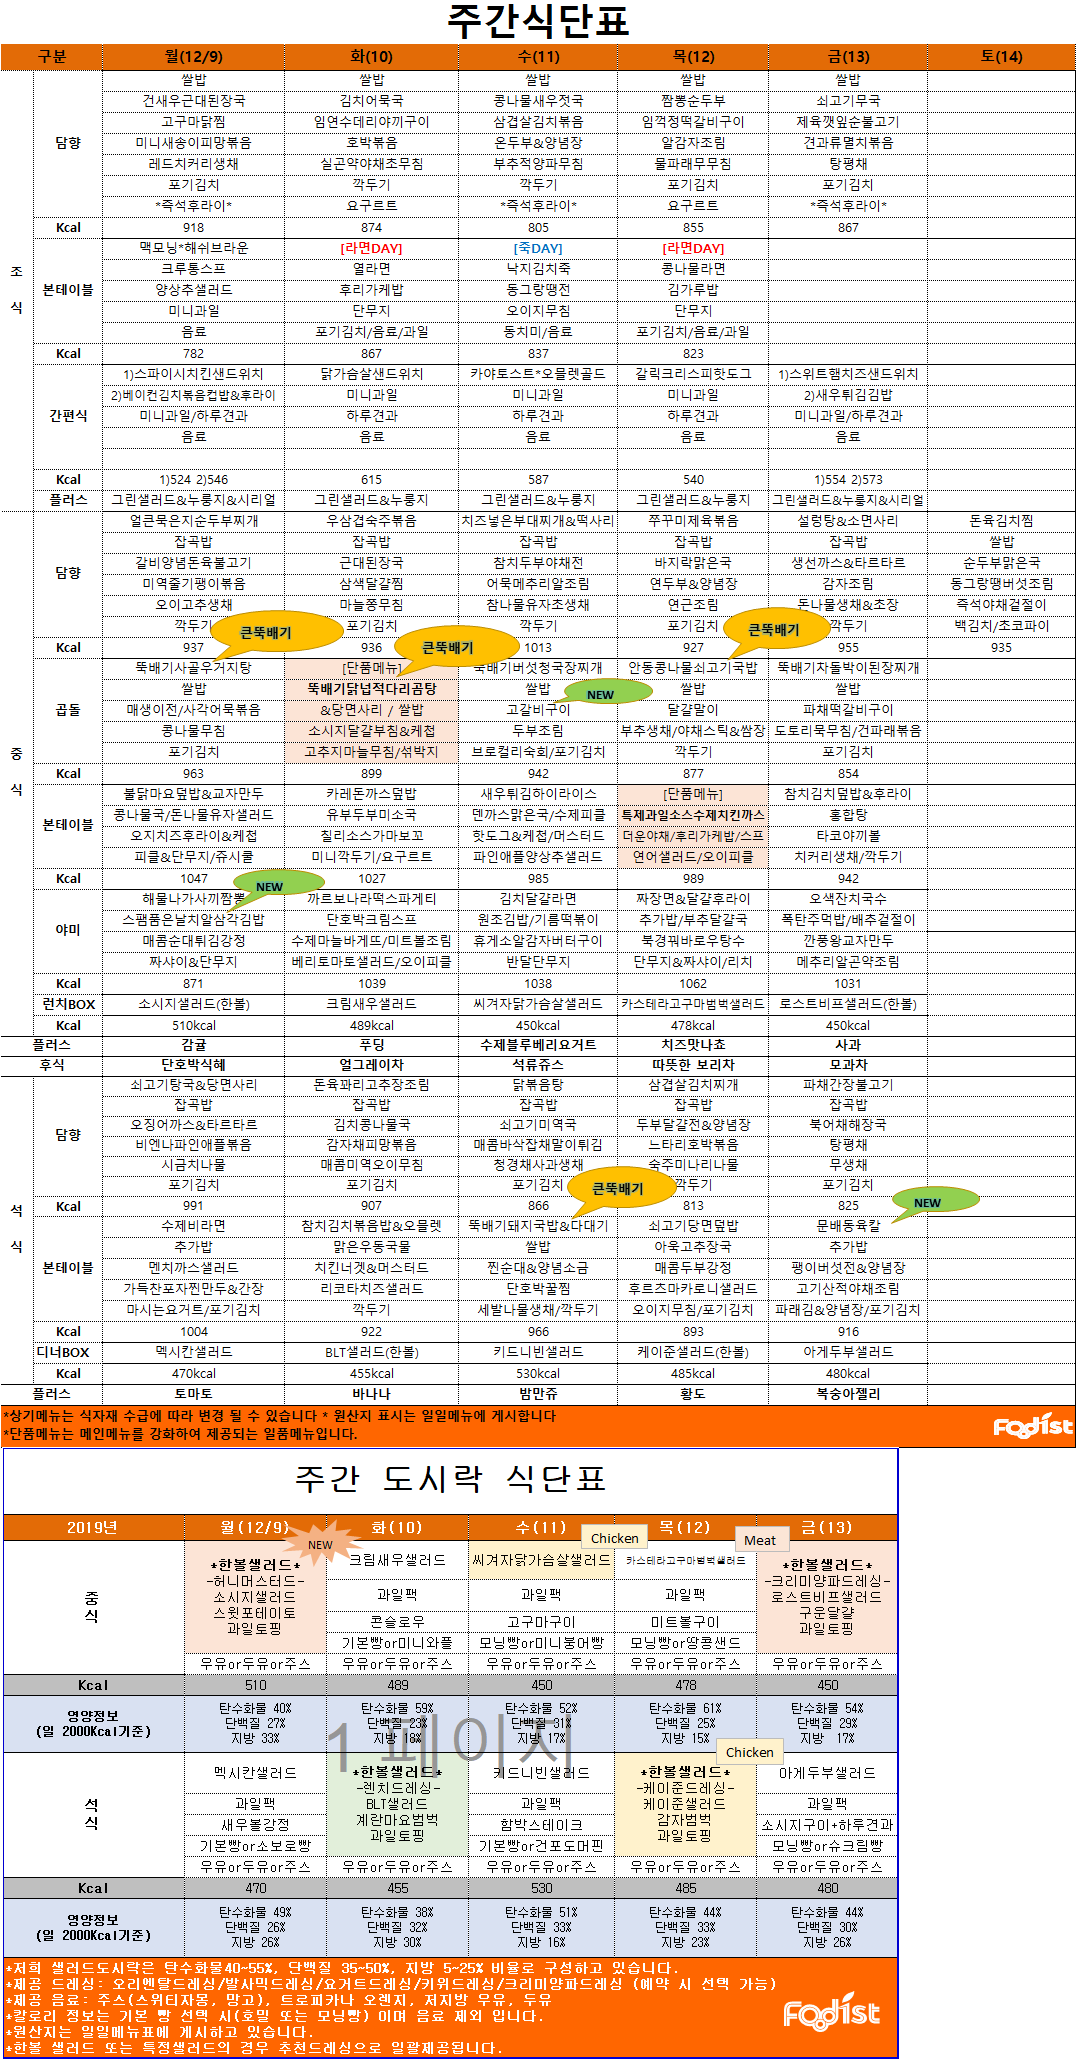 주간식단표
구분 월(12/9) 화(10) 수(11) 목(12) 금(13) 토(14)
쌀밥 쌀밥 쌀밥 쌀밥 쌀밥
건새우근대된장국 김치어묵국 콩나물새우젓국 짬뽕순두부 쇠고기무국
고구마닭찜 임연수데리야끼구이 삼겹살김치볶음 임꺽정떡갈비구이 제육깻잎순불고기
담향 미니새송이피망볶음 호박볶음 온두부&양념장 알감자조림 견과류멸치볶음
레드치커리생채 실곤약야채초무침 부추적양파무침 물파래무무침 탕평채
포기김치 깍두기 깍두기 포기김치 포기김치
*즉석후라이* 요구르트 *즉석후라이* 요구르트 *즉석후라이*
Kcal 918 874 805 855 867
맥모닝*해쉬브라운 [라면DAY] [죽DAY] [라면DAY]
조 크루통스프 열라면 낙지김치죽 콩나물라면
본테이블 양상추샐러드 후리가케밥 동그랑땡전 김가루밥
식 미니과일 단무지 오이지무침 단무지
음료 포기김치/음료/과일 동치미/음료 포기김치/음료/과일
Kcal 782 867 837 823
1)스파이시치킨샌드위치 닭가슴살샌드위치 카야토스트*오믈렛골드 갈릭크리스피핫도그 1)스위트햄치즈샌드위치
2)베이컨김치볶음컵밥&후라이 미니과일 미니과일 미니과일 2)새우튀김김밥
간편식 미니과일/하루견과 하루견과 하루견과 하루견과 미니과일/하루견과
음료 음료 음료 음료 음료
Kcal 1)524 2)546 615 587 540 1)554 2)573
플러스 그린샐러드&누룽지&시리얼 그린샐러드&누룽지 그린샐러드&누룽지 그린샐러드&누룽지 그린샐러드&누룽지&시리얼
얼큰묵은지순두부찌개 우삼겹숙주볶음 치즈넣은부대찌개&떡사리 쭈꾸미제육볶음 설렁탕&소면사리 돈육김치찜
잡곡밥 잡곡밥 잡곡밥 잡곡밥 잡곡밥 쌀밥
담향 갈비양념돈육불고기 근대된장국 참치두부야채전 바지락맑은국 생선까스&타르타르 순두부맑은국
미역줄기팽이볶음 삼색달걀찜 어묵메추리알조림 연두부&양념장 감자조림 동그랑땡버섯조림
오이고추생채 마늘쫑무침 참나물유자초생채 연근조림 돈나물생채&초장 즉석야채겉절이
깍두기 포기김치 깍두기 포기김치 깍두기 백김치/초코파이
큰뚝배기 큰뚝배기 큰뚝배기
Kcal 937 936 1013 927 955 935
뚝배기사골우거지탕 [단품메뉴] 뚝배기버섯청국장찌개 안동콩나물쇠고기국밥 뚝배기차돌박이된장찌개
쌀밥 뚝배기닭넓적다리곰탕 쌀밥 NEW 쌀밥 쌀밥
곱돌 매생이전/사각어묵볶음 &당면사리 / 쌀밥 고갈비구이 달걀말이 파채떡갈비구이
콩나물무침 소시지달걀부침&케첩 두부조림 부추생채/야채스틱&쌈장 도토리묵무침/건파래볶음
중 포기김치 고추지마늘무침/섞박지 브로컬리숙회/포기김치 깍두기 포기김치
Kcal 963 899 942 877 854
식 불닭마요덮밥&교자만두 카레돈까스덮밥 새우튀김하이라이스 [단품메뉴] 참치김치덮밥&후라이
본테이블 콩나물국/돈나물유자샐러드 유부두부미소국 덴까스맑은국/수제피클 특제과일소스수제치킨까스 홍합탕
오지치즈후라이&케첩 칠리소스가마보꼬 핫도그&케첩/머스터드 더운야채/후리가케밥/스프 타코야끼볼
피클&단무지/쥬시쿨 미니깍두기/요구르트 파인애플양상추샐러드 연어샐러드/오이피클 치커리생채/깍두기
Kcal 1047 1027 985 989 942
NEW
해물나가사끼짬뽕 까르보나라떡스파게티 김치달걀라면 짜장면&달걀후라이 오색잔치국수
야미 스팸품은날치알삼각김밥 단호박크림스프 원조김밥/기름떡볶이 추가밥/부추달걀국 폭탄주먹밥/배추겉절이
매콤순대튀김강정 수제마늘바게뜨/미트볼조림 휴게소알감자버터구이 북경꿔바로우탕수 깐풍왕교자만두
짜샤이&단무지 베리토마토샐러드/오이피클 반달단무지 단무지&짜샤이/리치 메추리알곤약조림
Kcal 871 1039 1038 1062 1031
런치BOX 소시지샐러드(한볼) 크림새우샐러드 씨겨자닭가슴살샐러드 카스테라고구마범벅샐러드 로스트비프샐러드(한볼)
Kcal 510kcal 489kcal 450kcal 478kcal 450kcal
플러스 감귤 푸딩 수제블루베리요거트 치즈맛나쵸 사과
후식 단호박식혜 얼그레이차 석류쥬스 따뜻한 보리차 모과차
쇠고기탕국&당면사리 돈육꽈리고추장조림 닭볶음탕 삼겹살김치찌개 파채간장불고기
잡곡밥 잡곡밥 잡곡밥 잡곡밥 잡곡밥
담향 오징어까스&타르타르 김치콩나물국 쇠고기미역국 두부달걀전&양념장 북어채해장국
비엔나파인애플볶음 감자채피망볶음 매콤바삭잡채말이튀김 느타리호박볶음 탕평채
시금치나물 매콤미역오이무침 청경채사과생채 숙주미나리나물 무생채
포기김치 포기김치 포기김치 큰뚝배기 깍두기 포기김치
석 Kcal 991 907 866 813 825 NEW
수제비라면 참치김치볶음밥&오믈렛 뚝배기돼지국밥&다대기 쇠고기당면덮밥 문배동육칼
식 추가밥 맑은우동국물 쌀밥 아욱고추장국 추가밥
본테이블 멘치까스샐러드 치킨너겟&머스터드 찐순대&양념소금 매콤두부강정 팽이버섯전&양념장
가득찬포자찐만두&간장 리코타치즈샐러드 단호박꿀찜 후르츠마카로니샐러드 고기산적야채조림
마시는요거트/포기김치 깍두기 세발나물생채/깍두기 오이지무침/포기김치 파래김&양념장/포기김치
Kcal 1004 922 966 893 916
디너BOX 멕시칸샐러드 BLT샐러드(한볼) 키드니빈샐러드 케이준샐러드(한볼) 아게두부샐러드
Kcal 470kcal 455kcal 530kcal 485kcal 480kcal
플러스 토마토 바나나 밤만쥬 황도 복숭아젤리
*상기메뉴는 식자재 수급에 따라 변경 될 수 있습니다 * 원산지 표시는 일일메뉴에 게시합니다
*단품메뉴는 메인메뉴를 강화하여 제공되는 일품메뉴입니다.
Fodist
주간 도시락 식단표
2019년 월(12/9) 화(10) 수(11) 목(12) 금(13)
NEW Chicken Meat
*한볼샐러드* 크림새우샐러드 씨겨자닭가슴살샐러드 카스테라고구마범벅샐러드 *한볼샐러드*
-허니머스터드- -크리미양파드레싱-
중 소시지샐러드 과일팩 과일팩 과일팩 로스트비프샐러드
식 스윗포테이토 콘슬로우 고구마구이 미트볼구이 구운달걀
과일토핑 기본빵or미니와플 모닝빵or미니붕어빵 모닝빵or땅콩샌드 과일토핑
우유or두유or주스 우유or두유or주스 우유or두유or주스 우유or두유or주스 우유or두유or주스
Kcal 510 489 450 478 450
영양정보 탄수화물 40% 탄수화물 59% 탄수화물 52% 탄수화물 61% 탄수화물 54%
(일 2000Kcal기준) 단백질 27% 단백질 23% 단백질 31% 단백질 25% 단백질 29%
지방 33% 지방 18% 지방 17% 지방 15% 지방 17%
1 페이지
Chicken
멕시칸샐러드 *한볼샐러드* 키드니빈샐러드 *한볼샐러드* 아게두부샐러드
-렌치드레싱- -케이준드레싱-
석 과일팩 BLT샐러드 과일팩 케이준샐러드 과일팩
식 새우볼강정 계란마요범벅 함박스테이크 감자범벅 소시지구이+하루견과
기본빵or소보로빵 과일토핑 기본빵or건포도머핀 과일토핑 모닝빵or슈크림빵
우유or두유or주스 우유or두유or주스 우유or두유or주스 우유or두유or주스 우유or두유or주스
Kcal 470 455 530 485 480
영양정보 탄수화물 49% 탄수화물 38% 탄수화물 51% 탄수화물 44% 탄수화물 44%
(일 2000Kcal기준) 단백질 26% 단백질 32% 단백질 33% 단백질 33% 단백질 30%
지방 26% 지방 30% 지방 16% 지방 23% 지방 26%
*저희 샐러드도시락은 탄수화물40~55%, 단백질 35~50%, 지방 5~25% 비율로 구성하고 있습니다.
*제공 드레싱: 오리엔탈드레싱/발사믹드레싱/요거트드레싱/키위드레싱/크리미양파드레싱 (예약 시 선택 가능)
*제공 음료: 주스(스위티자몽, 망고), 트로피카나 오렌지, 저지방 우유, 두유
*칼로리 정보는 기본 빵 선택 시(호밀 또는 모닝빵) 이며 음료 제외 입니다.
*원산지는 일일메뉴표에 게시하고 있습니다.
*한볼 샐러드 또는 특정샐러드의 경우 추천드레싱으로 일괄제공됩니다.
Fodist